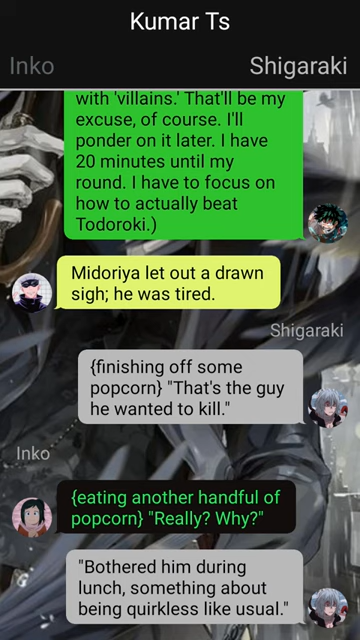 Kumar Ts
Inko
Shigaraki
with 'villains.' That'll be my
excuse, of course. I'll
ponder on it later. I have
20 minutes until my
round. I have to focus on
how to actually beat
Todoroki.)
Midoriya let out a drawn
sigh; he was tired.
Shigaraki
{finishing off some
popcorn} "That's the guy
he wanted to kill."
Inko
{eating another handful of
popcorn} "Really? Why?"
"Bothered him during
lunch, something about
being quirkless like usual."